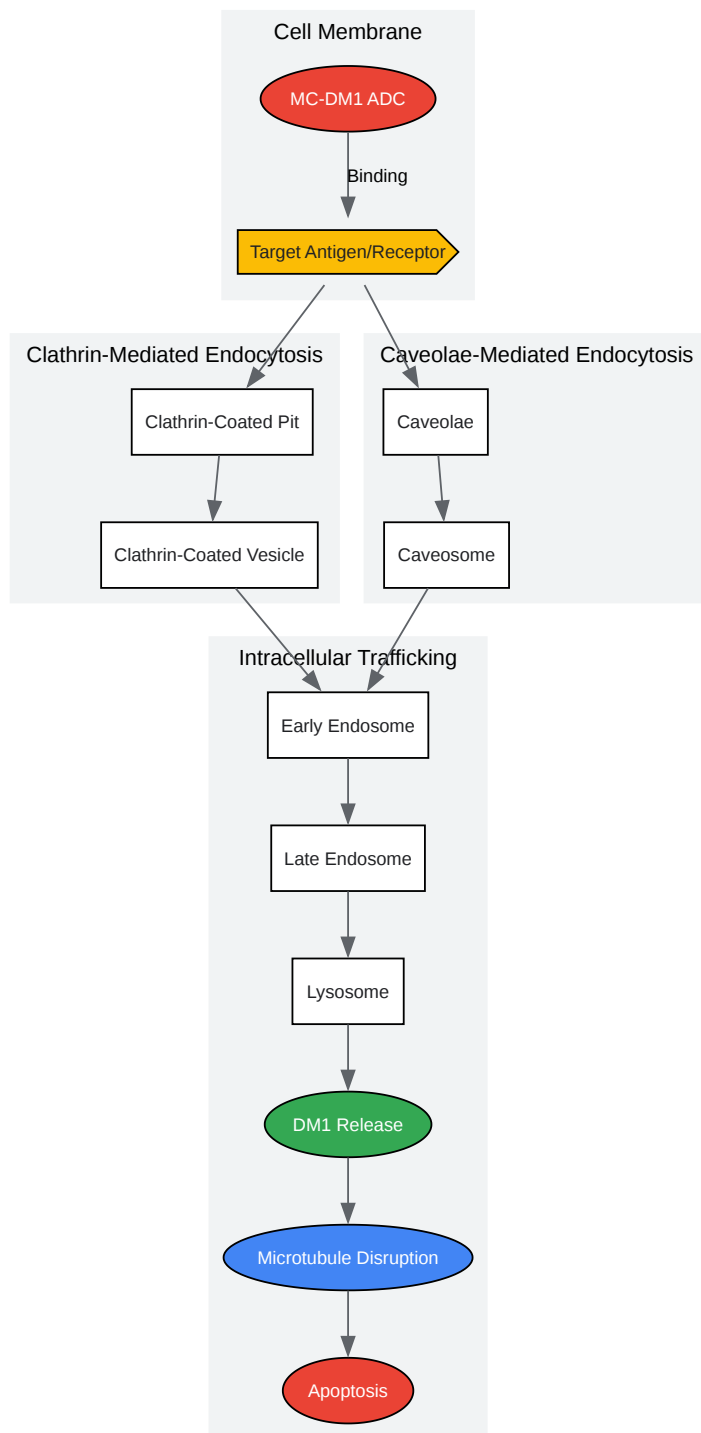 Cell Membrane
MC-DM1 ADC
Binding
Target Antigen/Receptor
Clathrin-Mediated Endocytosis
Caveolae-Mediated Endocytosis
Clathrin-Coated Pit
Caveolae
Clathrin-Coated Vesicle
Caveosome
Intracellular Trafficking
Early Endosome
Late Endosome
Lysosome
DM1 Release
Microtubule Disruption
Apoptosis